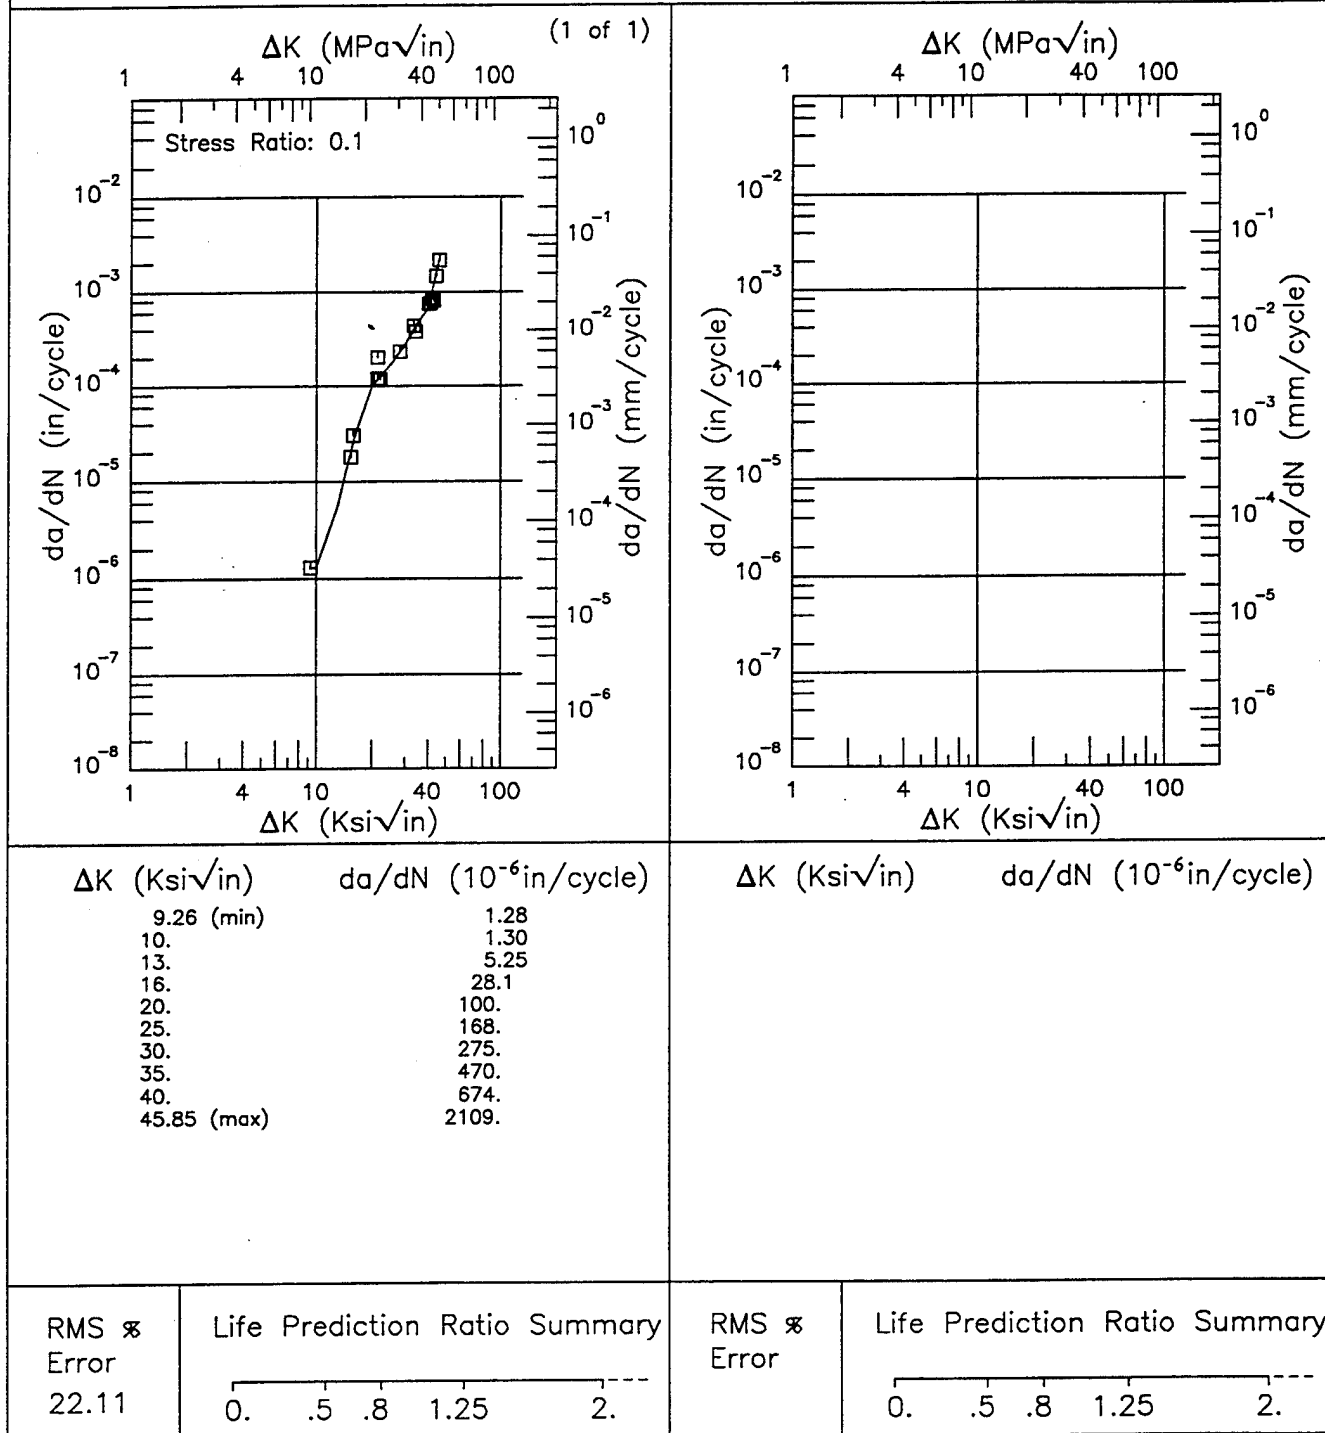 (1 of 1)
ΔK (MPa√in)
1 4 10 40 100
Stress Ratio: 0.1
da/dN (in/cycle)
10⁻²
10⁻³
10⁻⁴
10⁻⁵
10⁻⁶
10⁻⁷
10⁻⁸
10⁰
10⁻¹
10⁻²
10⁻³
10⁻⁴
10⁻⁵
10⁻⁶
da/dN (mm/cycle)
1 4 10 40 100
ΔK (Ksi√in)
ΔK (MPa√in)
1 4 10 40 100
da/dN (in/cycle)
10⁻²
10⁻³
10⁻⁴
10⁻⁵
10⁻⁶
10⁻⁷
10⁻⁸
10⁰
10⁻¹
10⁻²
10⁻³
10⁻⁴
10⁻⁵
10⁻⁶
da/dN (mm/cycle)
1 4 10 40 100
ΔK (Ksi√in)
ΔK (Ksi√in) da/dN (10⁻⁶in/cycle)
9.26 (min) 1.28
10. 1.30
13. 5.25
16. 28.1
20. 100.
25. 168.
30. 275.
35. 470.
40. 674.
45.85 (max) 2109.
ΔK (Ksi√in) da/dN (10⁻⁶in/cycle)
RMS %
Error
22.11
Life Prediction Ratio Summary
0. .5 .8 1.25 2.
RMS %
Error
Life Prediction Ratio Summary
0. .5 .8 1.25 2.